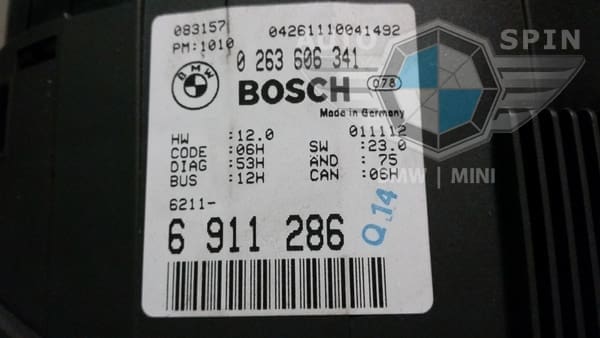 083157 04261110041492
PM:1010
AUTO SPIN
BMW 0 263 606 341
BOSCH 078
Made in Germany
011112
HW :12.0 SW :23.0
CODE :06H AND : 75
DIAG :53H CAN :06H
BUS :12H
BMW | MINI
6211-
6 911 286 Q.14